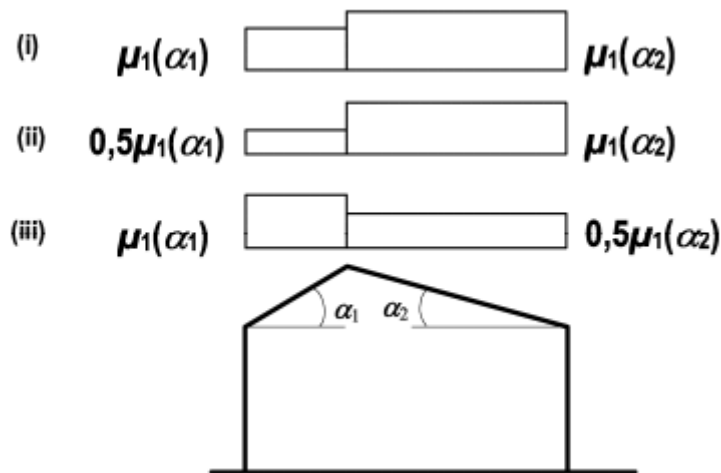 (i) μ₁(α₁) μ₁(α₂)
(ii) 0,5μ₁(α₁) μ₁(α₂)
(iii) μ₁(α₁) 0,5μ₁(α₂)
α₁ α₂